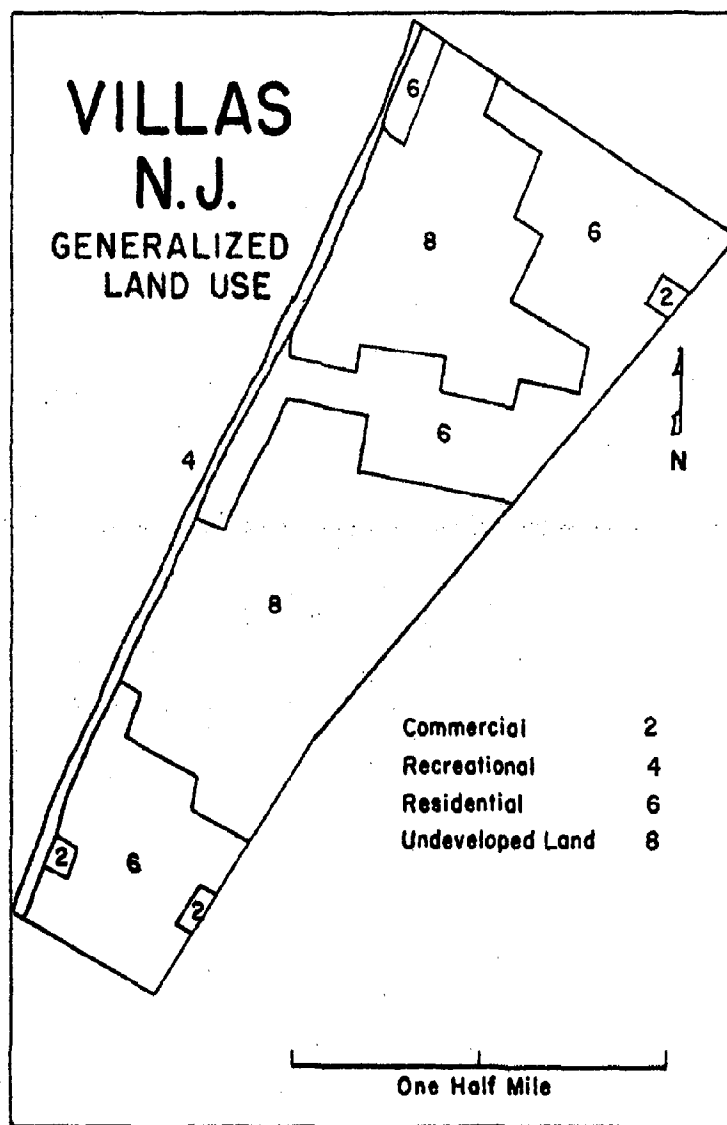 VILLAS
N.J.
GENERALIZED
LAND USE
6
8
6
2
N
6
4
8
Commercial 2
Recreational 4
Residential 6
Undeveloped Land 8
2
6
2
One Half Mile